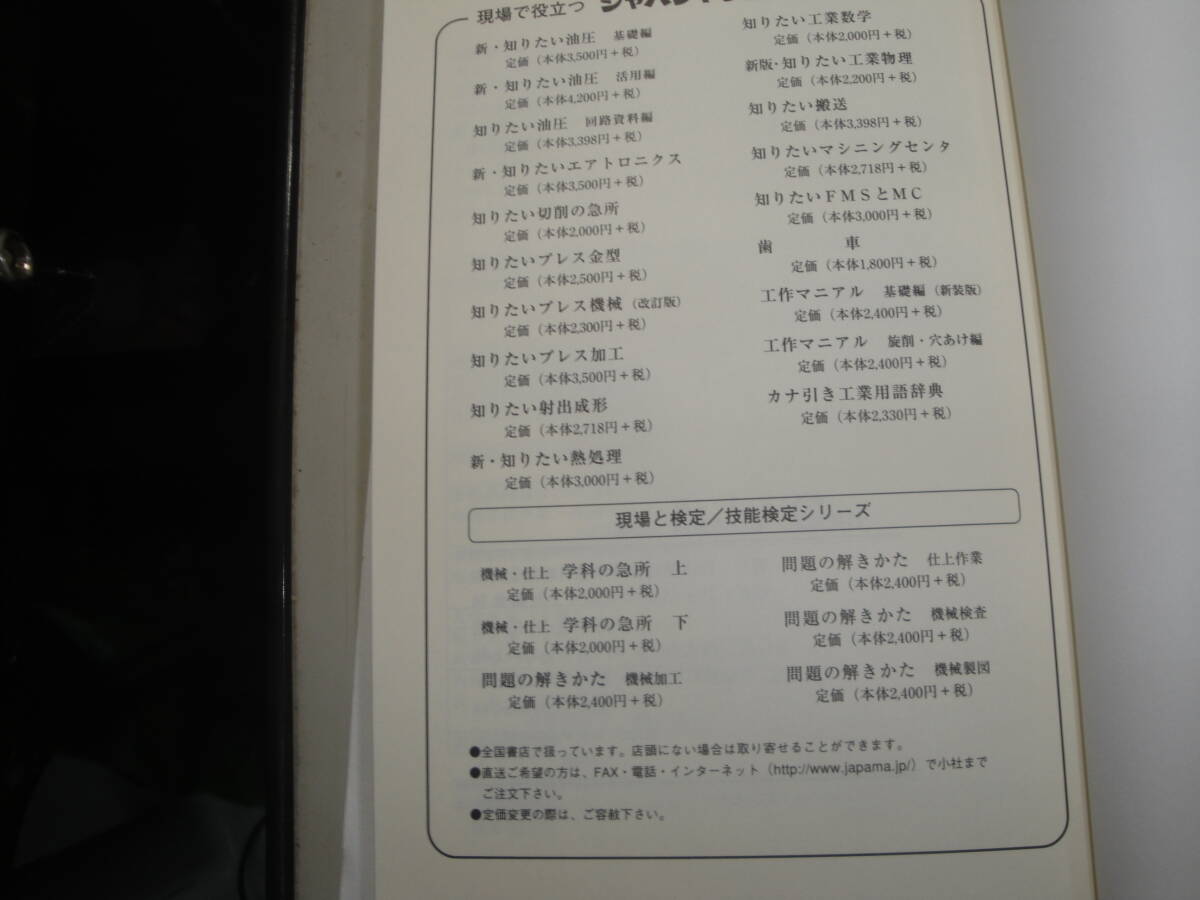 現場で役立つ
新・知りたい油圧 基礎編
定価（本体3,500円＋税）
新・知りたい油圧 活用編
定価（本体4,200円＋税）
知りたい油圧 回路資料編
定価（本体3,398円＋税）
新・知りたいエアトロニクス
定価（本体3,500円＋税）
知りたい切削の急所
定価（本体2,000円＋税）
知りたいプレス金型
定価（本体2,500円＋税）
知りたいプレス機械（改訂版）
定価（本体2,300円＋税）
知りたいプレス加工
定価（本体3,500円＋税）
知りたい射出成形
定価（本体2,718円＋税）
新・知りたい熱処理
定価（本体3,000円＋税）
知りたい工業数学
定価（本体2,000円＋税）
新版・知りたい工業物理
定価（本体2,200円＋税）
知りたい搬送
定価（本体3,398円＋税）
知りたいマシニングセンタ
定価（本体2,718円＋税）
知りたいＦＭＳとＭＣ
定価（本体3,000円＋税）
歯　　車
定価（本体1,800円＋税）
工作マニアル 基礎編（新装版）
定価（本体2,400円＋税）
工作マニアル 旋削・穴あけ編
定価（本体2,400円＋税）
カナ引き工業用語辞典
定価（本体2,330円＋税）
現場と検定／技能検定シリーズ
機械・仕上 学科の急所 上
定価（本体2,000円＋税）
機械・仕上 学科の急所 下
定価（本体2,000円＋税）
問題の解きかた 機械加工
定価（本体2,400円＋税）
問題の解きかた 仕上作業
定価（本体2,400円＋税）
問題の解きかた 機械検査
定価（本体2,400円＋税）
問題の解きかた 機械製図
定価（本体2,400円＋税）
●全国書店で扱っています。店頭にない場合は取り寄せることができます。
●直送ご希望の方は、FAX・電話・インターネット（http://www.japama.jp/）で小社まで
ご注文下さい。
●定価変更の際は、ご容赦下さい。